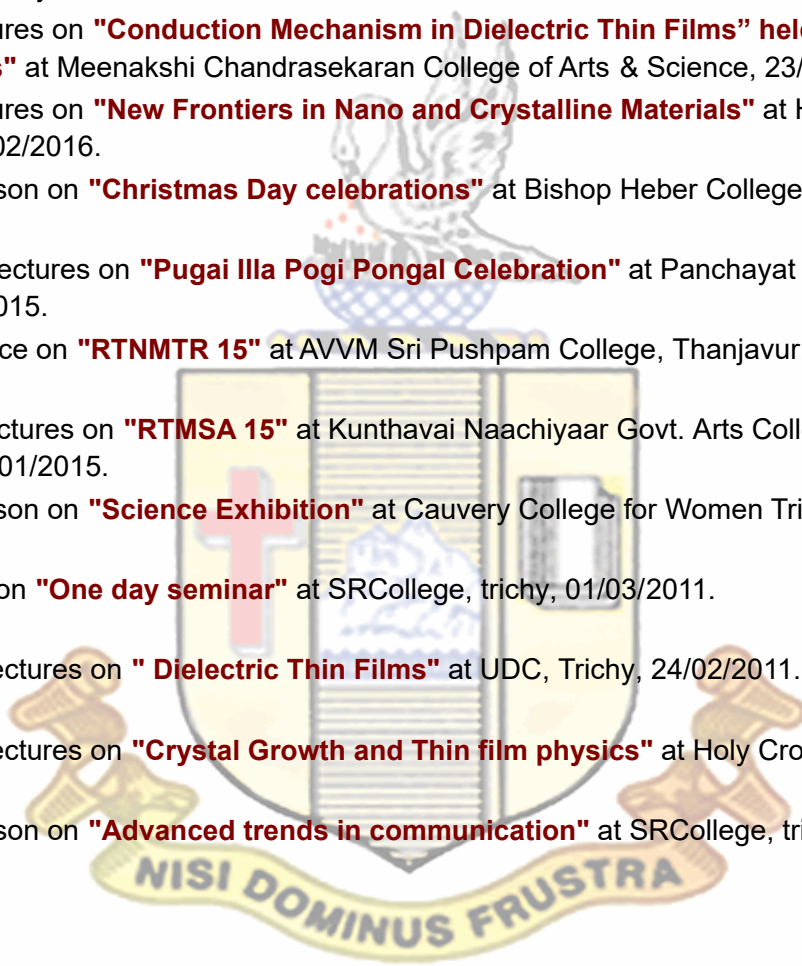 ures on "Conduction Mechanism in Dielectric Thin Films” held
s" at Meenakshi Chandrasekaran College of Arts & Science, 23/
ures on "New Frontiers in Nano and Crystalline Materials" at H
02/2016.
son on "Christmas Day celebrations" at Bishop Heber College
ectures on "Pugai Illa Pogi Pongal Celebration" at Panchayat
015.
ce on "RTNMTR 15" at AVVM Sri Pushpam College, Thanjavur
ctures on "RTMSA 15" at Kunthavai Naachiyaar Govt. Arts Coll
01/2015.
son on "Science Exhibition" at Cauvery College for Women Tri
on "One day seminar" at SRCollege, trichy, 01/03/2011.
ectures on " Dielectric Thin Films" at UDC, Trichy, 24/02/2011.
ectures on "Crystal Growth and Thin film physics" at Holy Cro
son on "Advanced trends in communication" at SRCollege, tri
NISI DOMINUS FRUSTRA